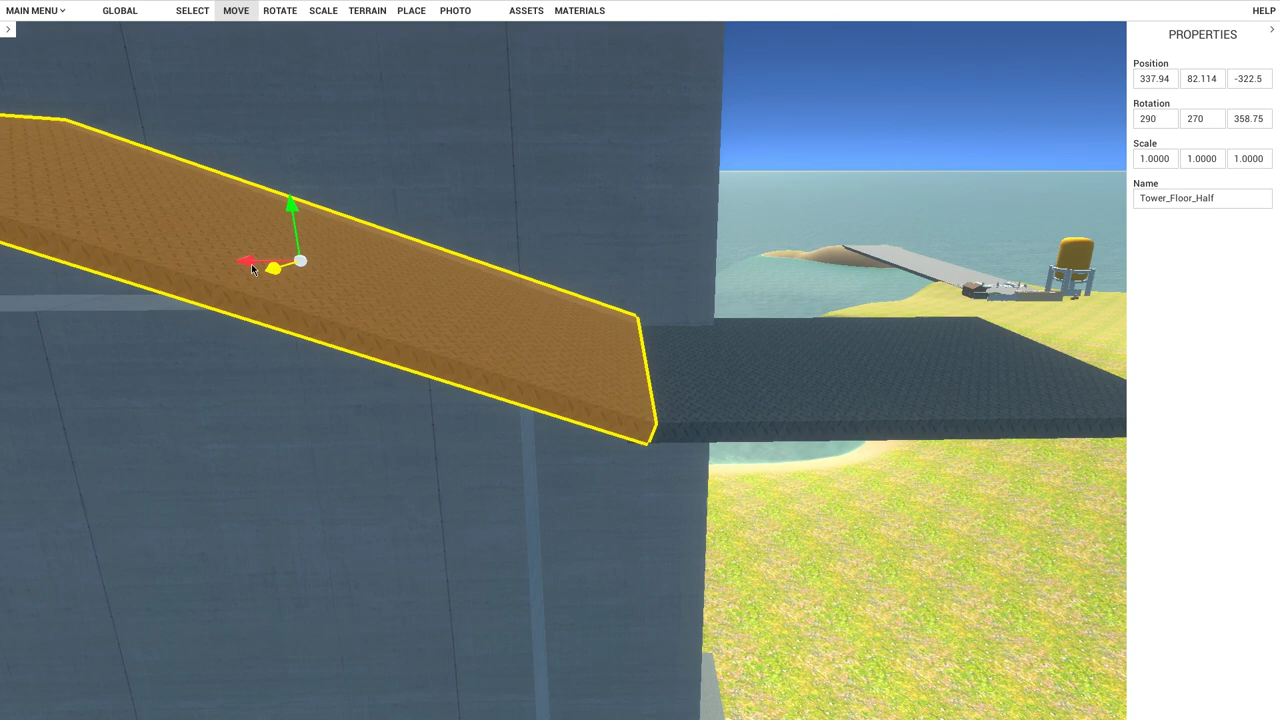 MAIN MENU GLOBAL SELECT MOVE ROTATE SCALE TERRAIN PLACE PHOTO ASSETS MATERIALS HELP
PROPERTIES
Position
337.94 82.114 -322.5
Rotation
290 270 358.75
Scale
1.0000 1.0000 1.0000
Name
Tower_Floor_Half